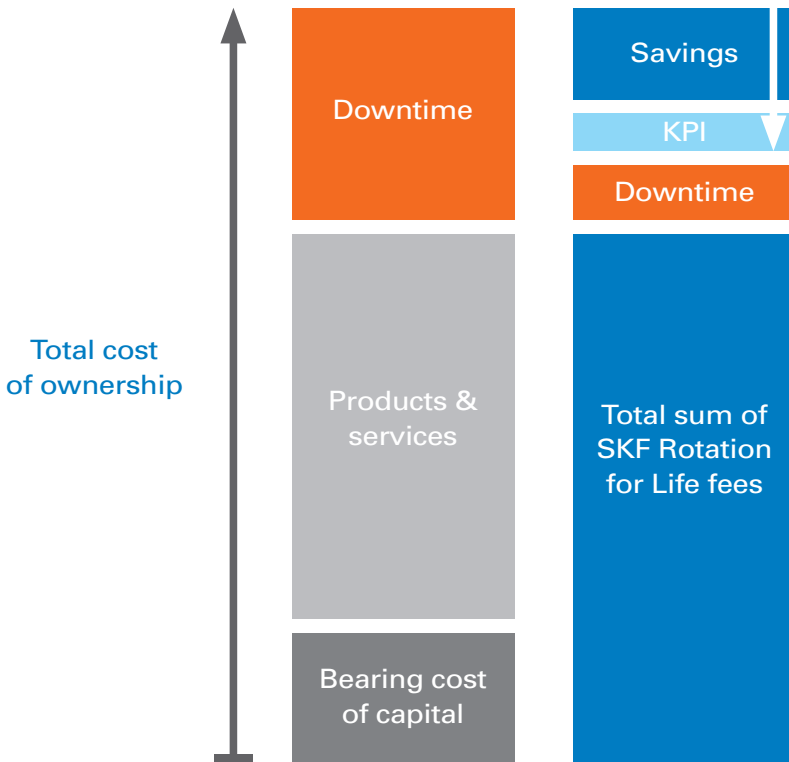 Total cost
of ownership
Downtime
Products &
services
Bearing cost
of capital
Savings
KPI
Downtime
Total sum of
SKF Rotation
for Life fees